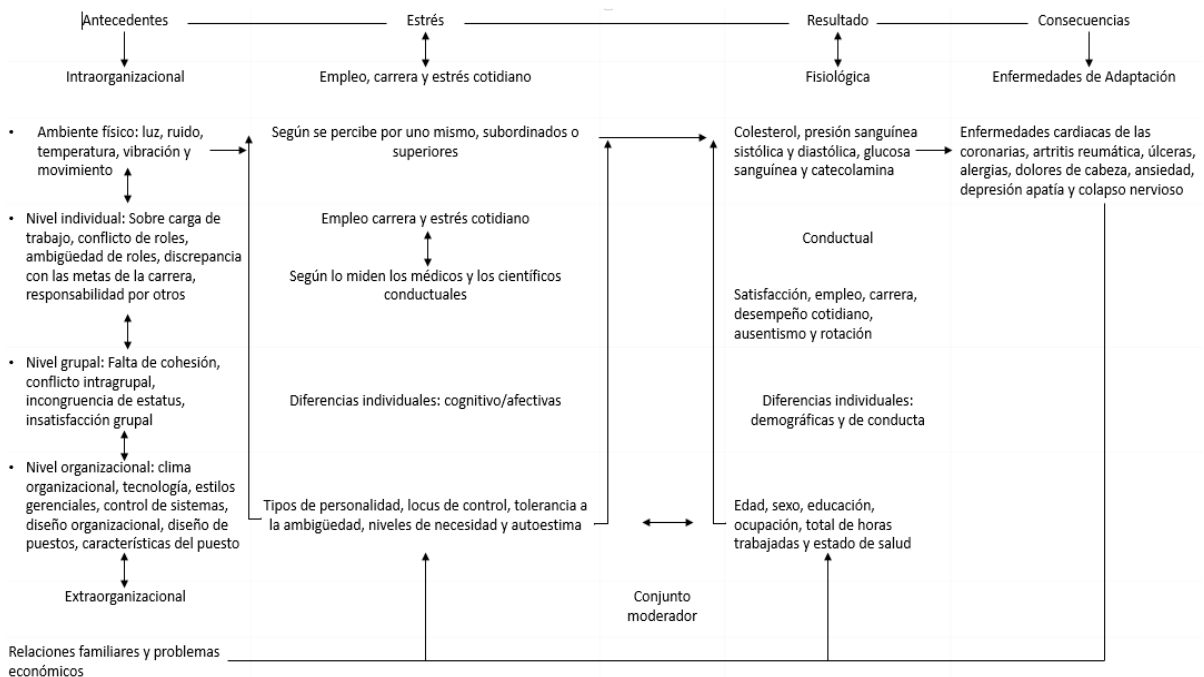 Antecedentes
Estrés
Resultado
Consecuencias
Intraorganizacional
Empleo, carrera y estrés cotidiano
Fisiológica
Enfermedades de Adaptación
• Ambiente físico: luz, ruido,
temperatura, vibración y
movimiento
Según se percibe por uno mismo, subordinados o
superiores
Colesterol, presión sanguínea
sistólica y diastólica, glucosa
sanguínea y catecolamina
Enfermedades cardiacas de las
coronarias, artritis reumática, úlceras,
alergias, dolores de cabeza, ansiedad,
depresión apatía y colapso nervioso
• Nivel individual: Sobre carga de
trabajo, conflicto de roles,
ambigüedad de roles, discrepancia
con las metas de la carrera,
responsabilidad por otros
Empleo carrera y estrés cotidiano
Según lo miden los médicos y los científicos
conductuales
Conductual
Satisfacción, empleo, carrera,
desempeño cotidiano,
ausentismo y rotación
• Nivel grupal: Falta de cohesión,
conflicto intragrupal,
incongruencia de estatus,
insatisfacción grupal
Diferencias individuales: cognitivo/afectivas
Diferencias individuales:
demográficas y de conducta
• Nivel organizacional: clima
organizacional, tecnología, estilos
gerenciales, control de sistemas,
diseño organizacional, diseño de
puestos, características del puesto
Tipos de personalidad, locus de control, tolerancia a
la ambigüedad, niveles de necesidad y autoestima
Edad, sexo, educación,
ocupación, total de horas
trabajadas y estado de salud
Extraorganizacional
Conjunto
moderador
Relaciones familiares y problemas
económicos